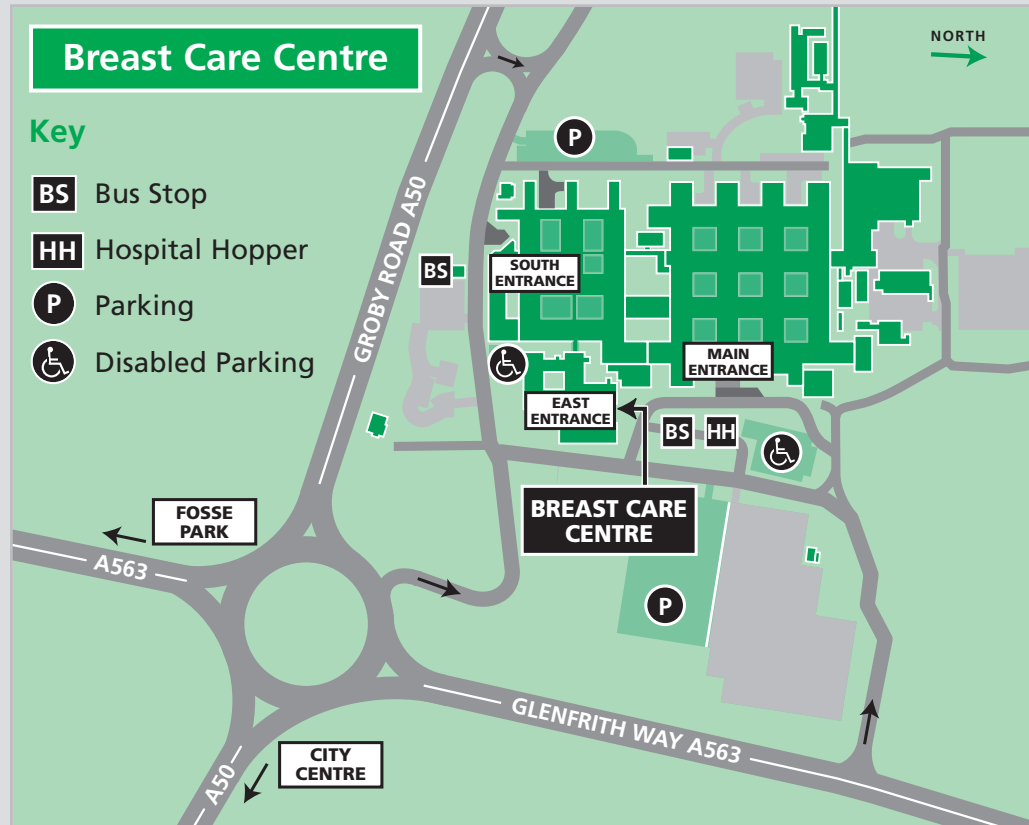 Breast Care Centre
NORTH
Key
BS Bus Stop
HH Hospital Hopper
P Parking
Disabled Parking
P
GROBY ROAD A50
BS
SOUTH
ENTRANCE
MAIN
ENTRANCE
EAST
ENTRANCE
BS
HH
BREAST CARE
CENTRE
FOSSE
PARK
A563
P
GLENFRITH WAY A563
CITY
CENTRE
A50